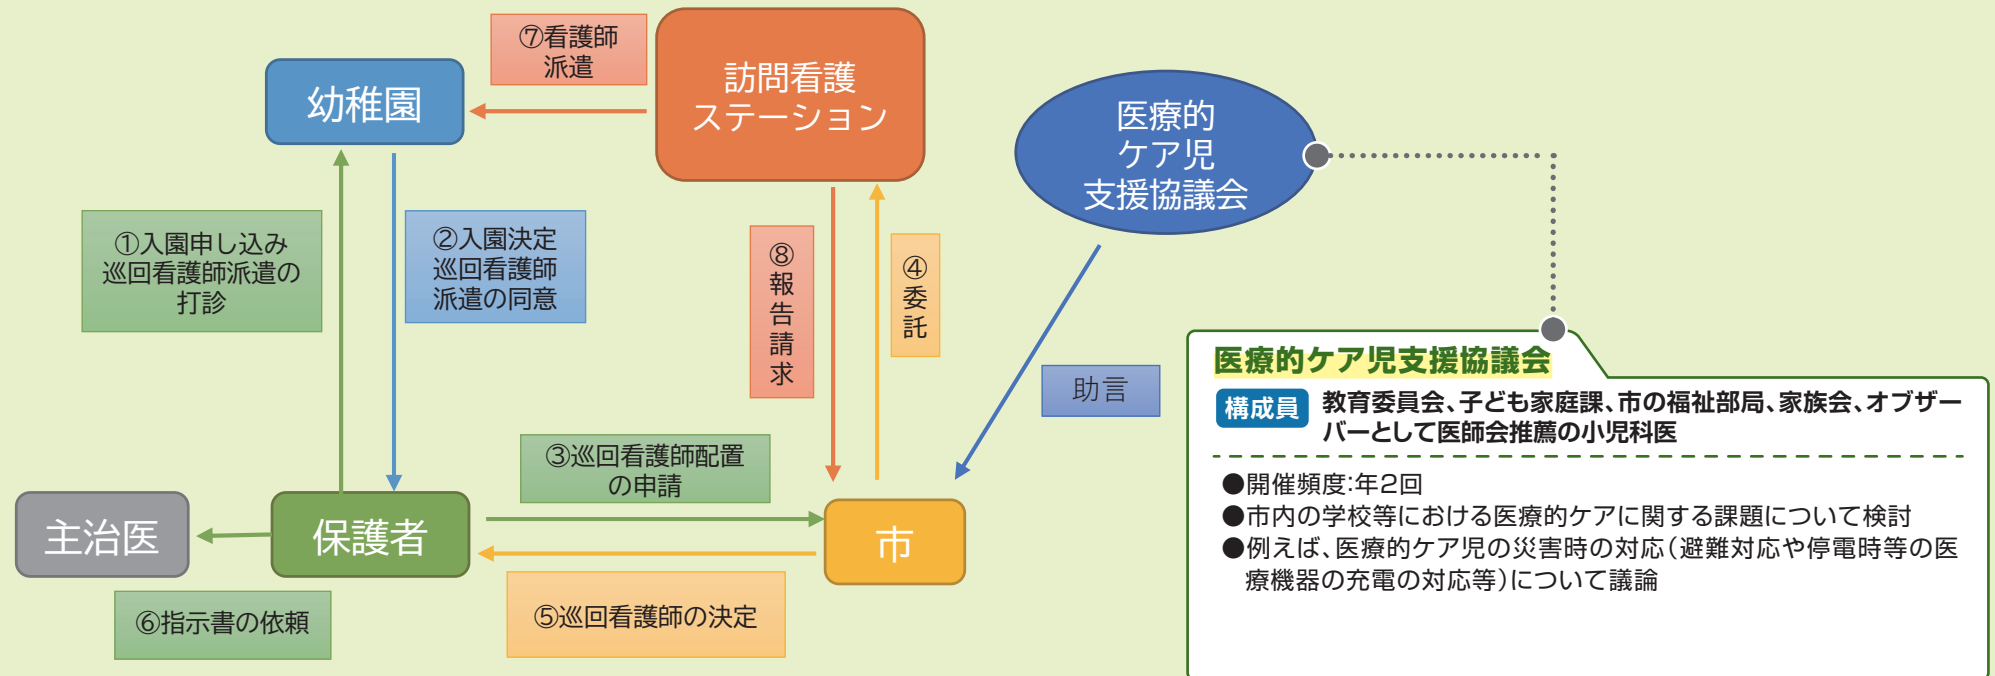 ⑦看護師
派遣
訪問看護
ステーション
幼稚園
医療的
ケア児
支援協議会
①入園申し込み
巡回看護師派遣の
打診
②入園決定
巡回看護師
派遣の同意
⑧報告請求
④委託
助言
③巡回看護師配置
の申請
主治医
保護者
市
⑥指示書の依頼
⑤巡回看護師の決定
医療的ケア児支援協議会
構成員 教育委員会、子ども家庭課、市の福祉部局、家族会、オブザー
バーとして医師会推薦の小児科医
●開催頻度:年2回
●市内の学校等における医療的ケアに関する課題について検討
●例えば、医療的ケア児の災害時の対応(避難対応や停電時等の医
療機器の充電の対応等)について議論